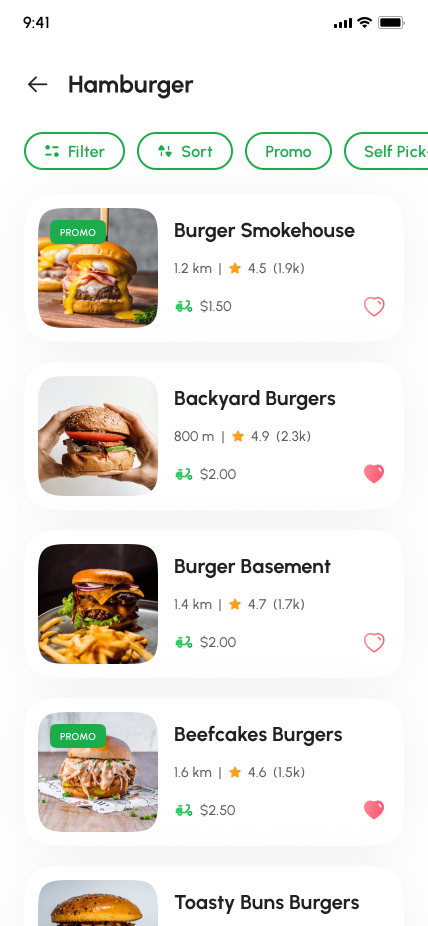 9:41
Hamburger
Filter
Sort
Promo
Self Pick-
PROMO
Burger Smokehouse
1.2 km | 4.5 (1.9k)
$1.50
Backyard Burgers
800 m | 4.9 (2.3k)
$2.00
Burger Basement
1.4 km | 4.7 (1.7k)
$2.00
PROMO
Beefcakes Burgers
1.6 km | 4.6 (1.5k)
$2.50
Toasty Buns Burgers